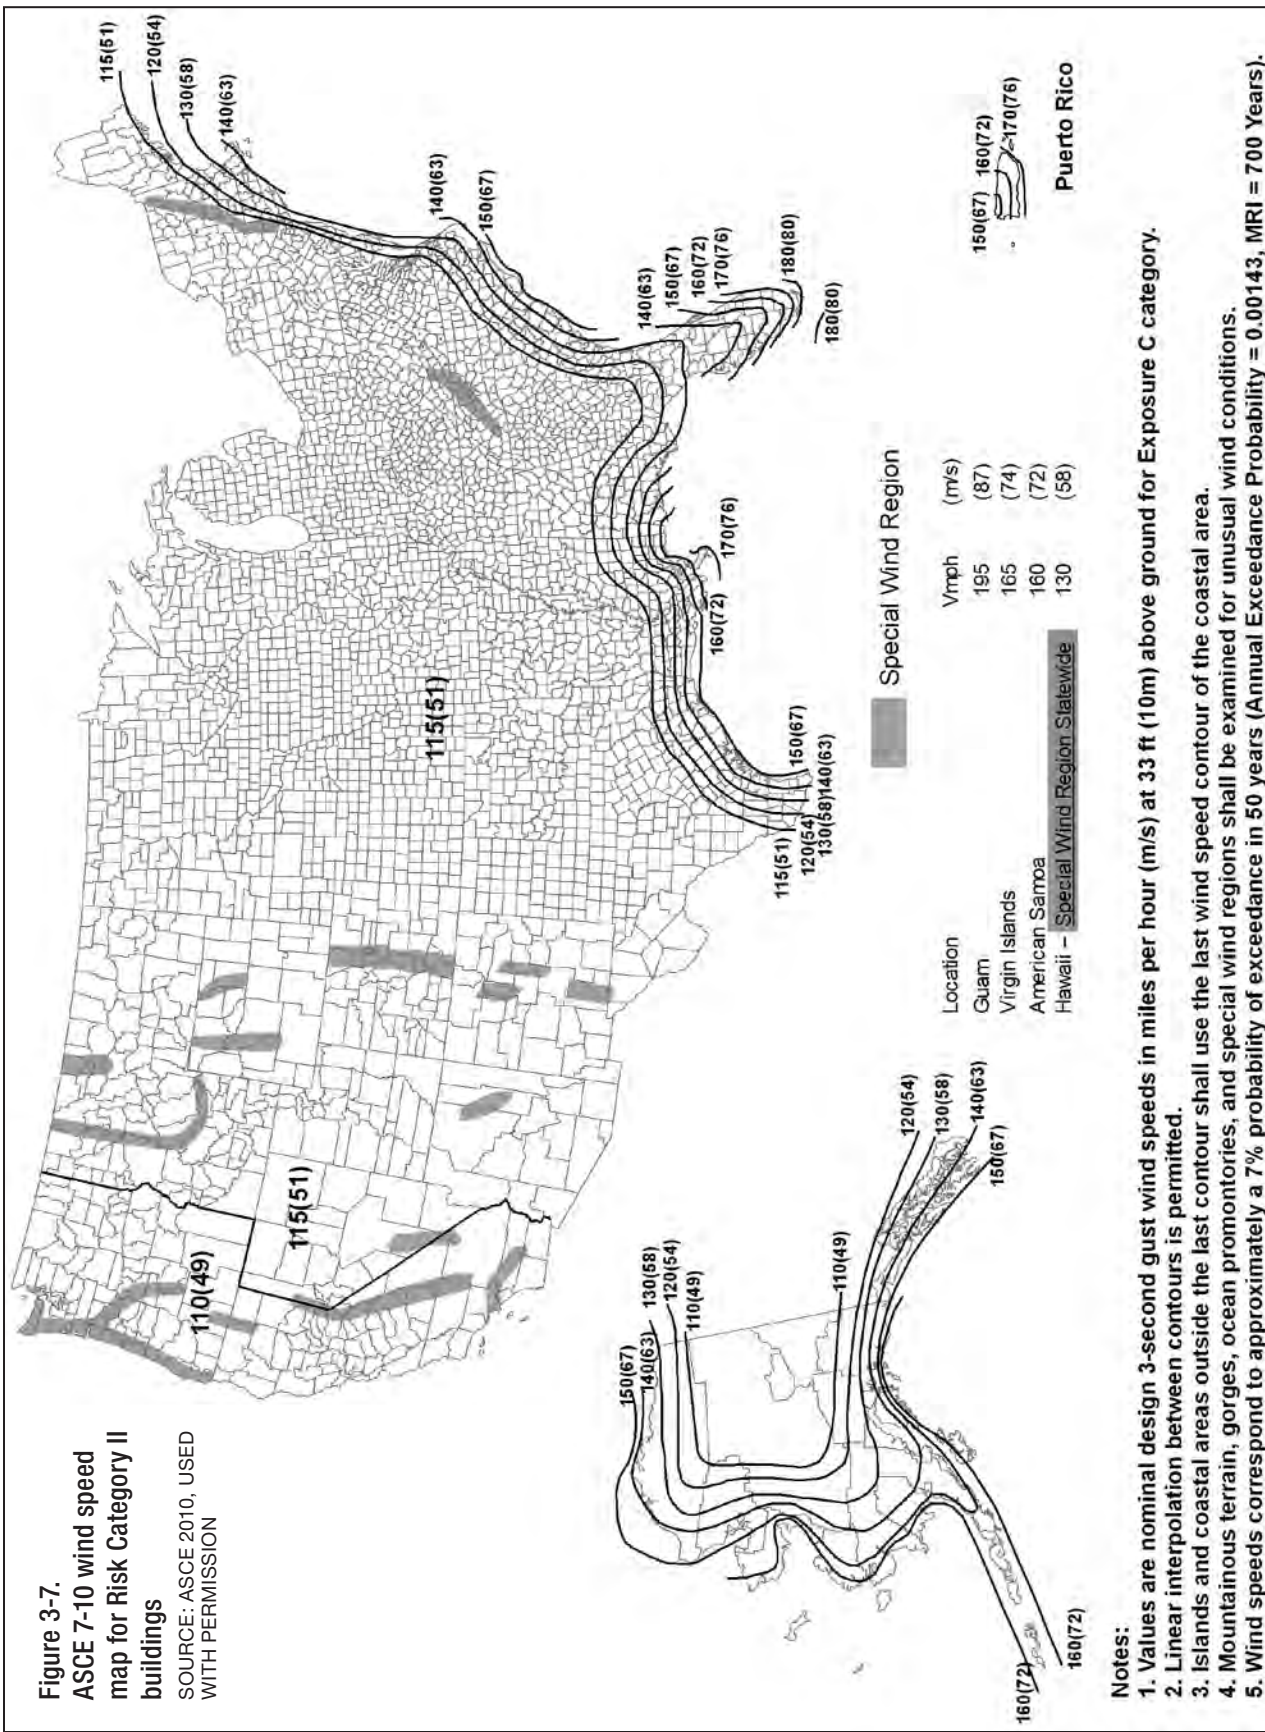 Figure 3-7.
ASCE 7-10 wind speed
map for Risk Category II
buildings
SOURCE: ASCE 2010, USED
WITH PERMISSION
110(49)
115(51)
115(51)
115(51)
120(54)
130(58)
140(63)
140(63)
150(67)
140(63)
150(67)
160(72)
170(76)
180(80)
180(80)
170(76)
160(72)
150(67)
140(63)
130(58)
120(54)
115(51)
150(67)
160(72)
170(76)
Puerto Rico
Special Wind Region
Location Vmph (m/s)
Guam 195 (87)
Virgin Islands 165 (74)
American Samoa 160 (72)
Hawaii – Special Wind Region Statewide 130 (58)
150(67)
140(63)
130(58)
120(54)
110(49)
110(49)
120(54)
130(58)
140(63)
150(67)
160(72)
160(72)
Notes:
1. Values are nominal design 3-second gust wind speeds in miles per hour (m/s) at 33 ft (10m) above ground for Exposure C category.
2. Linear interpolation between contours is permitted.
3. Islands and coastal areas outside the last contour shall use the last wind speed contour of the coastal area.
4. Mountainous terrain, gorges, ocean promontories, and special wind regions shall be examined for unusual wind conditions.
5. Wind speeds correspond to approximately a 7% probability of exceedance in 50 years (Annual Exceedance Probability = 0.00143, MRI = 700 Years).